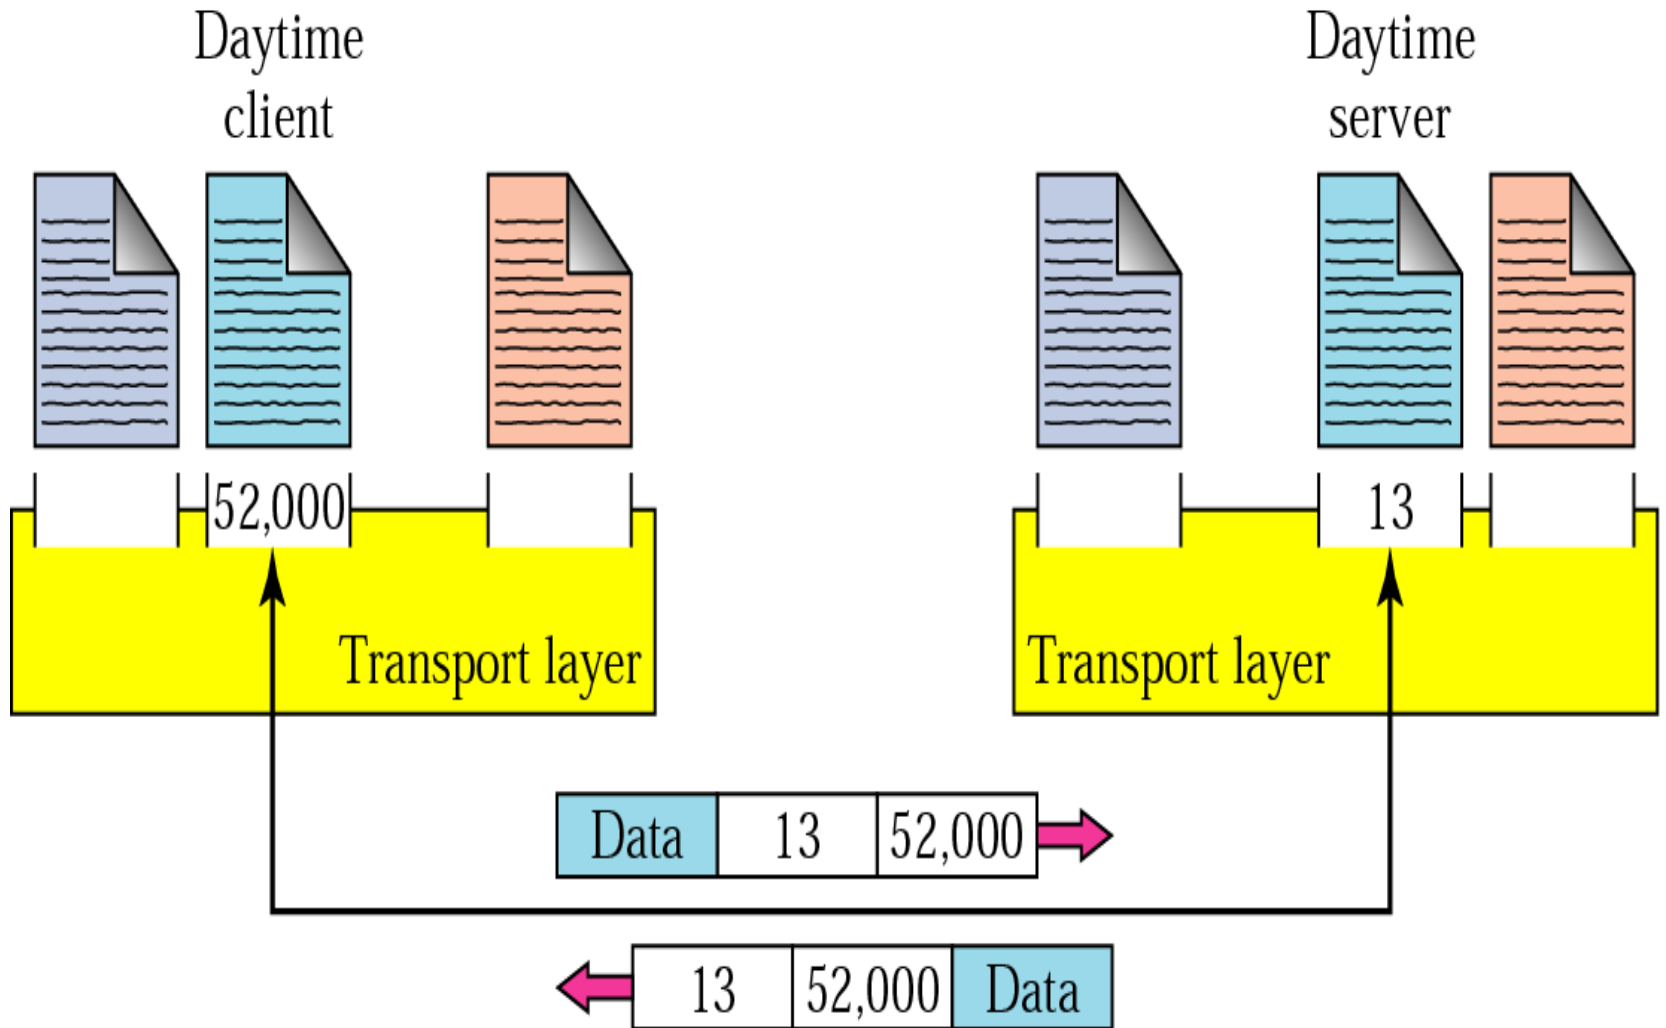 Daytime
client
Daytime
server
52,000
13
Transport layer
Transport layer
Data 13 52,000
13 52,000 Data